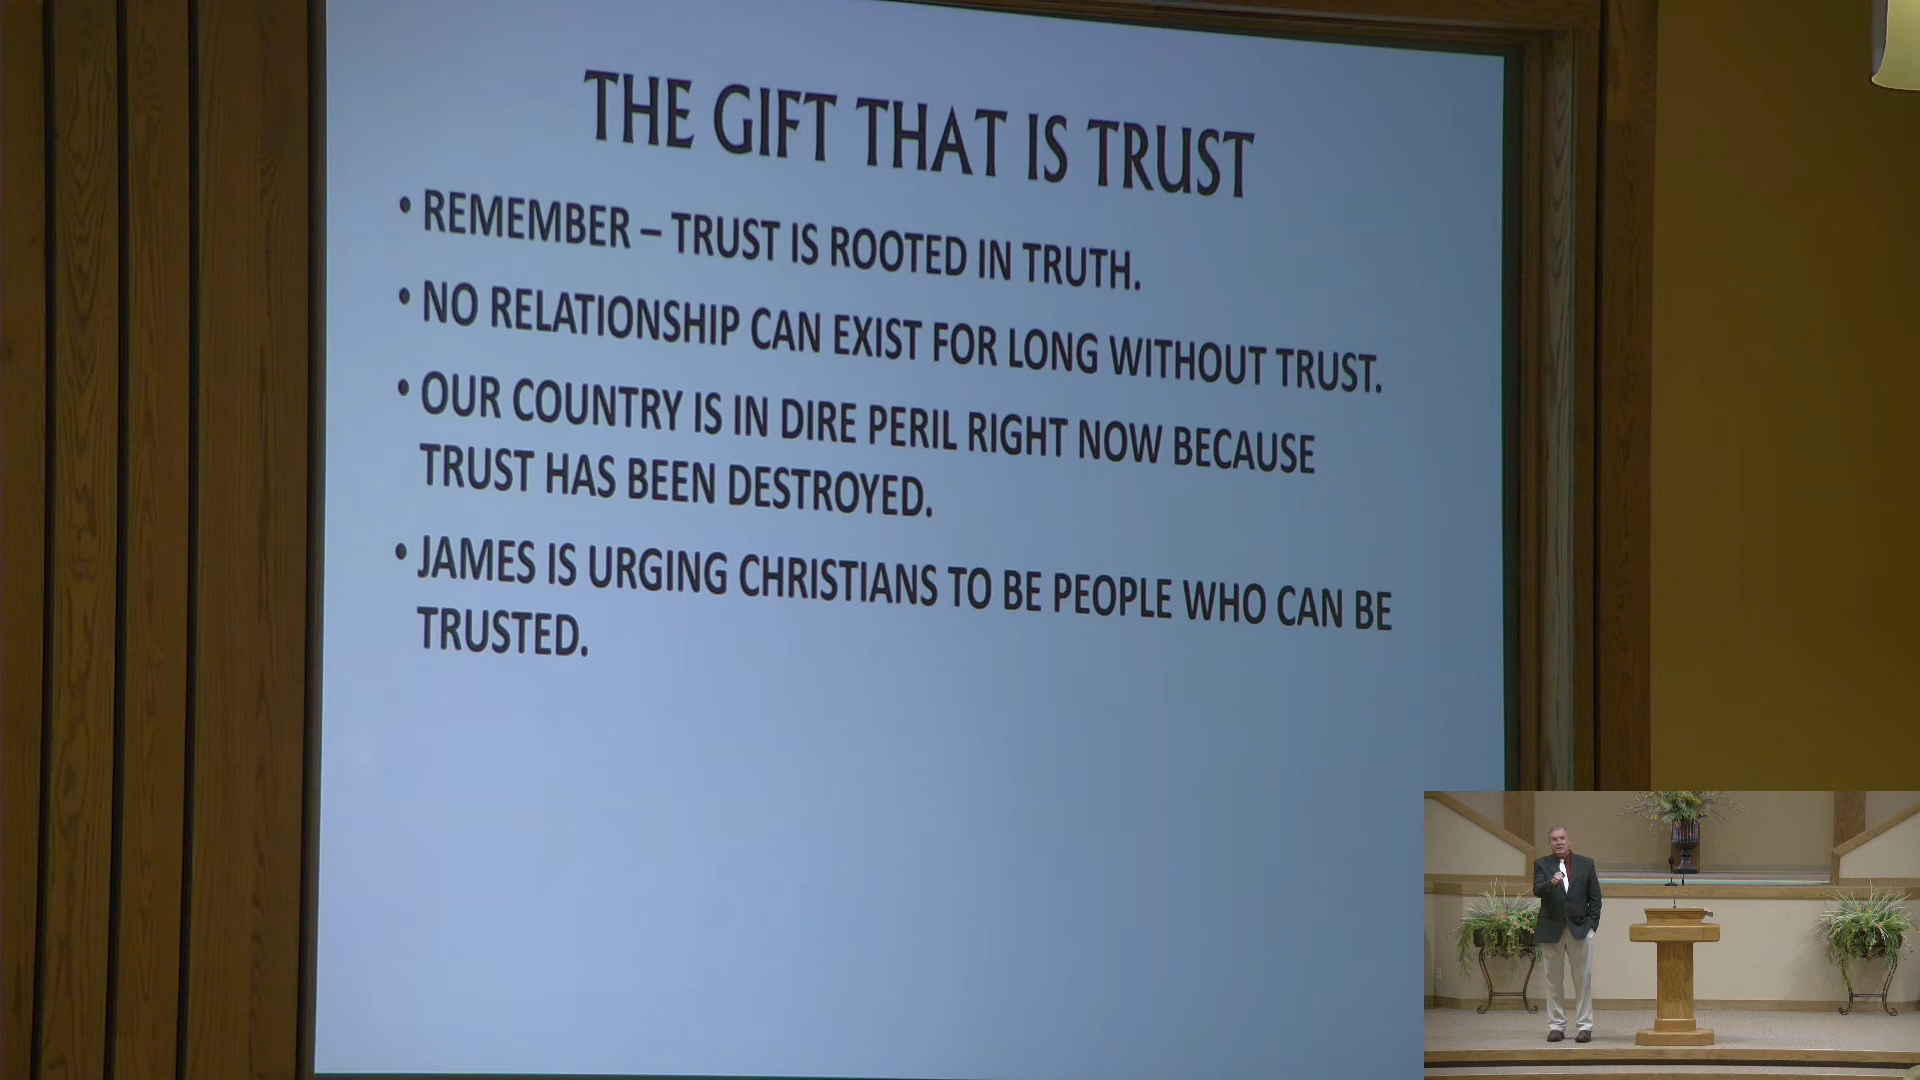 THE GIFT THAT IS TRUST
• REMEMBER – TRUST IS ROOTED IN TRUTH.
• NO RELATIONSHIP CAN EXIST FOR LONG WITHOUT TRUST.
• OUR COUNTRY IS IN DIRE PERIL RIGHT NOW BECAUSE
TRUST HAS BEEN DESTROYED.
• JAMES IS URGING CHRISTIANS TO BE PEOPLE WHO CAN BE
TRUSTED.